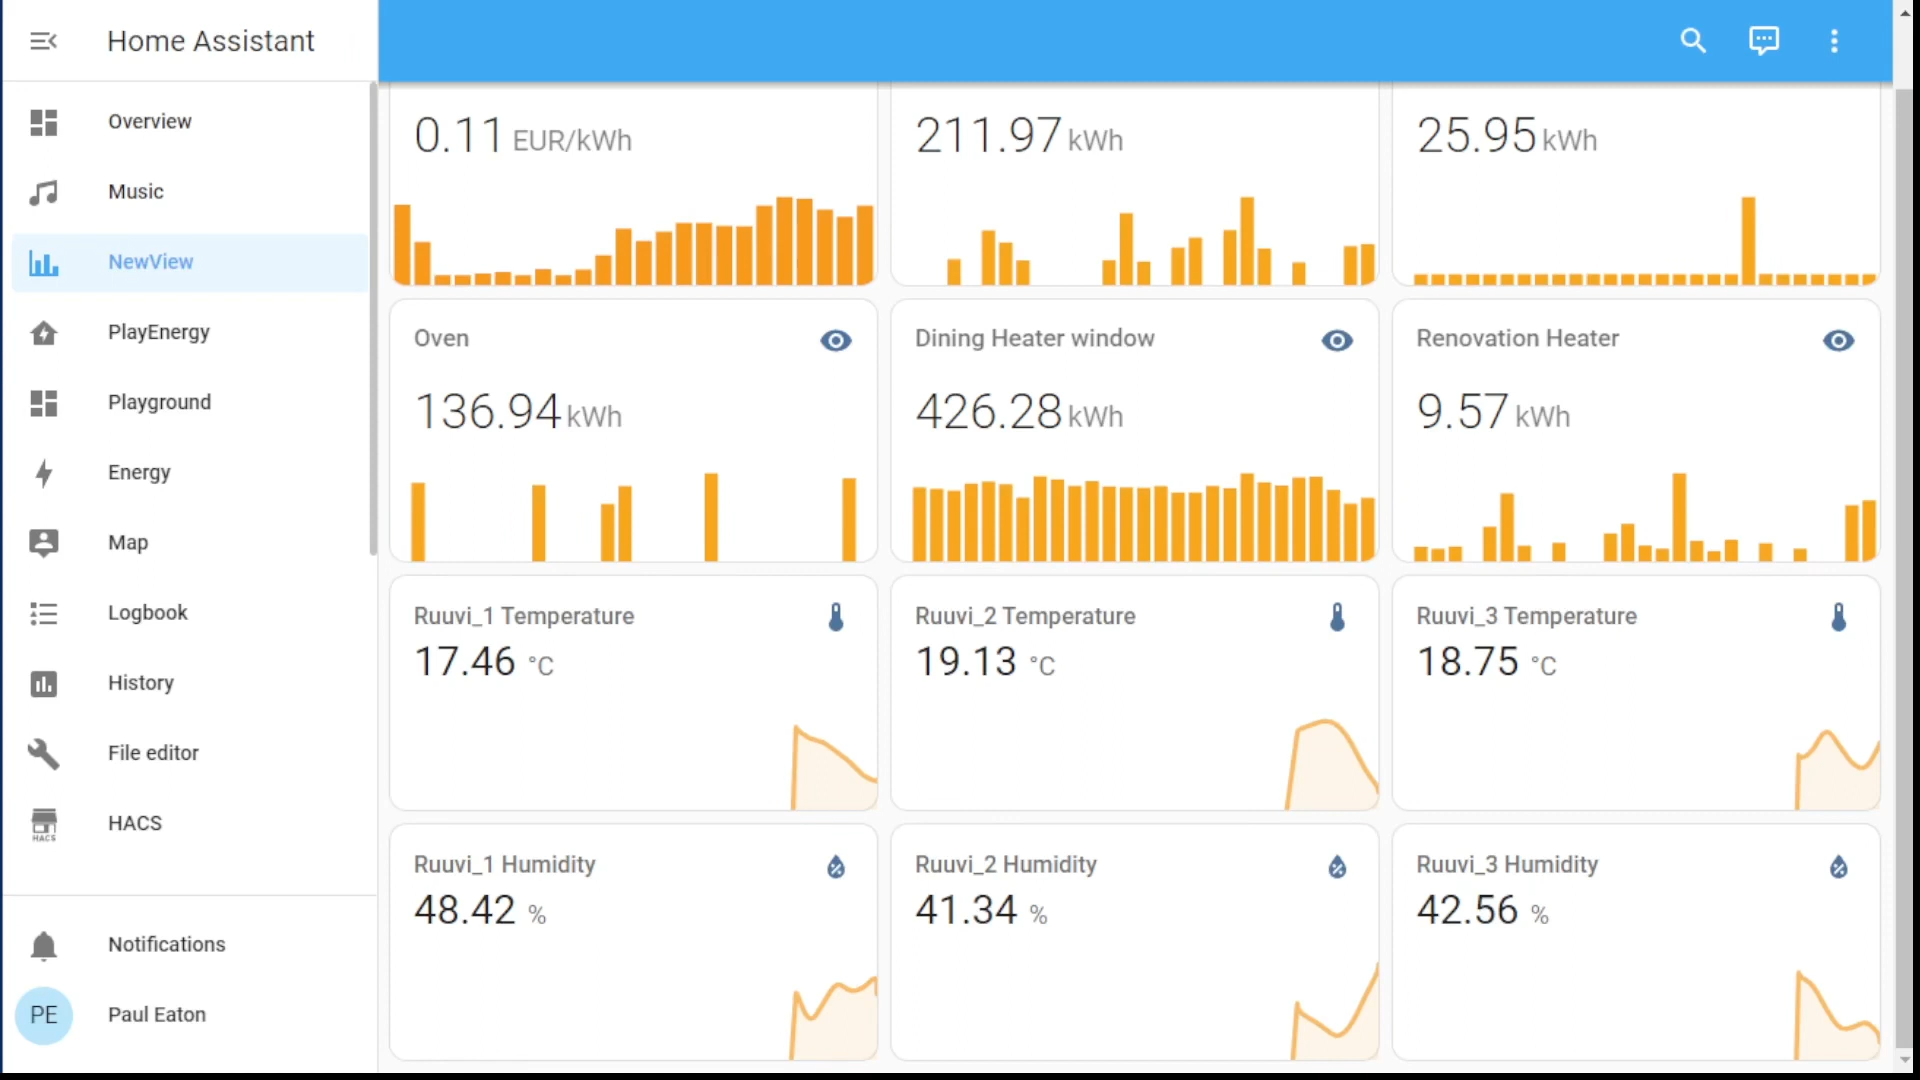 Home Assistant
Overview
Music
NewView
PlayEnergy
Playground
Energy
Map
Logbook
History
File editor
HACS
HACS
Notifications
PE Paul Eaton
0.11 EUR/kWh
211.97 kWh
25.95 kWh
Oven
136.94 kWh
Dining Heater window
426.28 kWh
Renovation Heater
9.57 kWh
Ruuvi_1 Temperature
17.46 °C
Ruuvi_2 Temperature
19.13 °C
Ruuvi_3 Temperature
18.75 °C
Ruuvi_1 Humidity
48.42 %
Ruuvi_2 Humidity
41.34 %
Ruuvi_3 Humidity
42.56 %